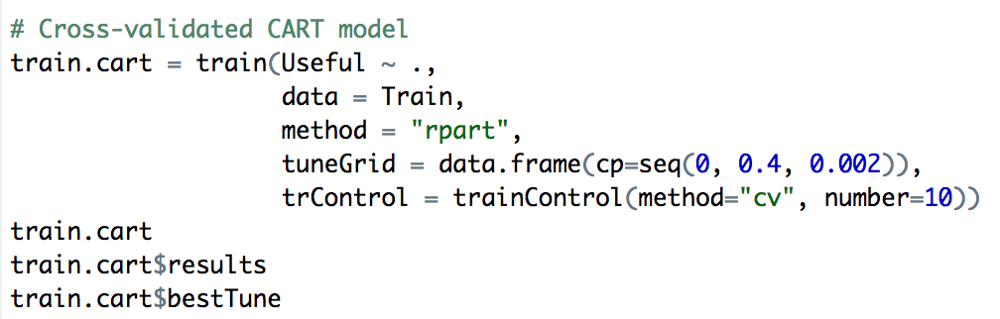 # Cross-validated CART model
train.cart = train(Useful ~ .,
data = Train,
method = "rpart",
tuneGrid = data.frame(cp=seq(0, 0.4, 0.002)),
trControl = trainControl(method="cv", number=10))
train.cart
train.cart$results
train.cart$bestTune